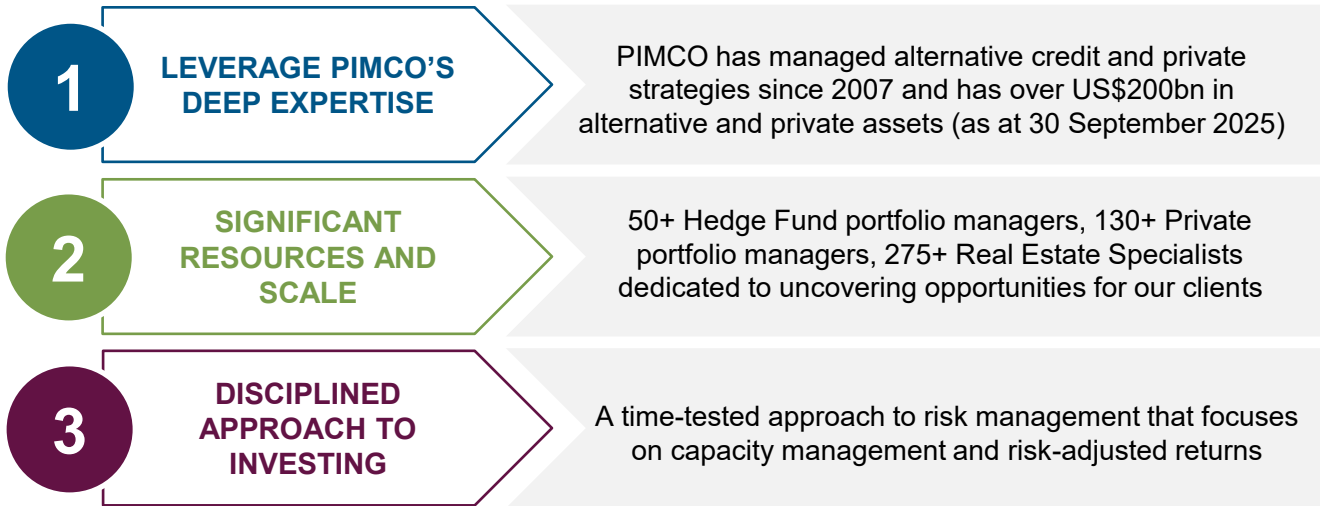 1
LEVERAGE PIMCO'S
DEEP EXPERTISE
PIMCO has managed alternative credit and private
strategies since 2007 and has over US$200bn in
alternative and private assets (as at 30 September 2025)
2
SIGNIFICANT
RESOURCES AND
SCALE
50+ Hedge Fund portfolio managers, 130+ Private
portfolio managers, 275+ Real Estate Specialists
dedicated to uncovering opportunities for our clients
3
DISCIPLINED
APPROACH TO
INVESTING
A time-tested approach to risk management that focuses
on capacity management and risk-adjusted returns